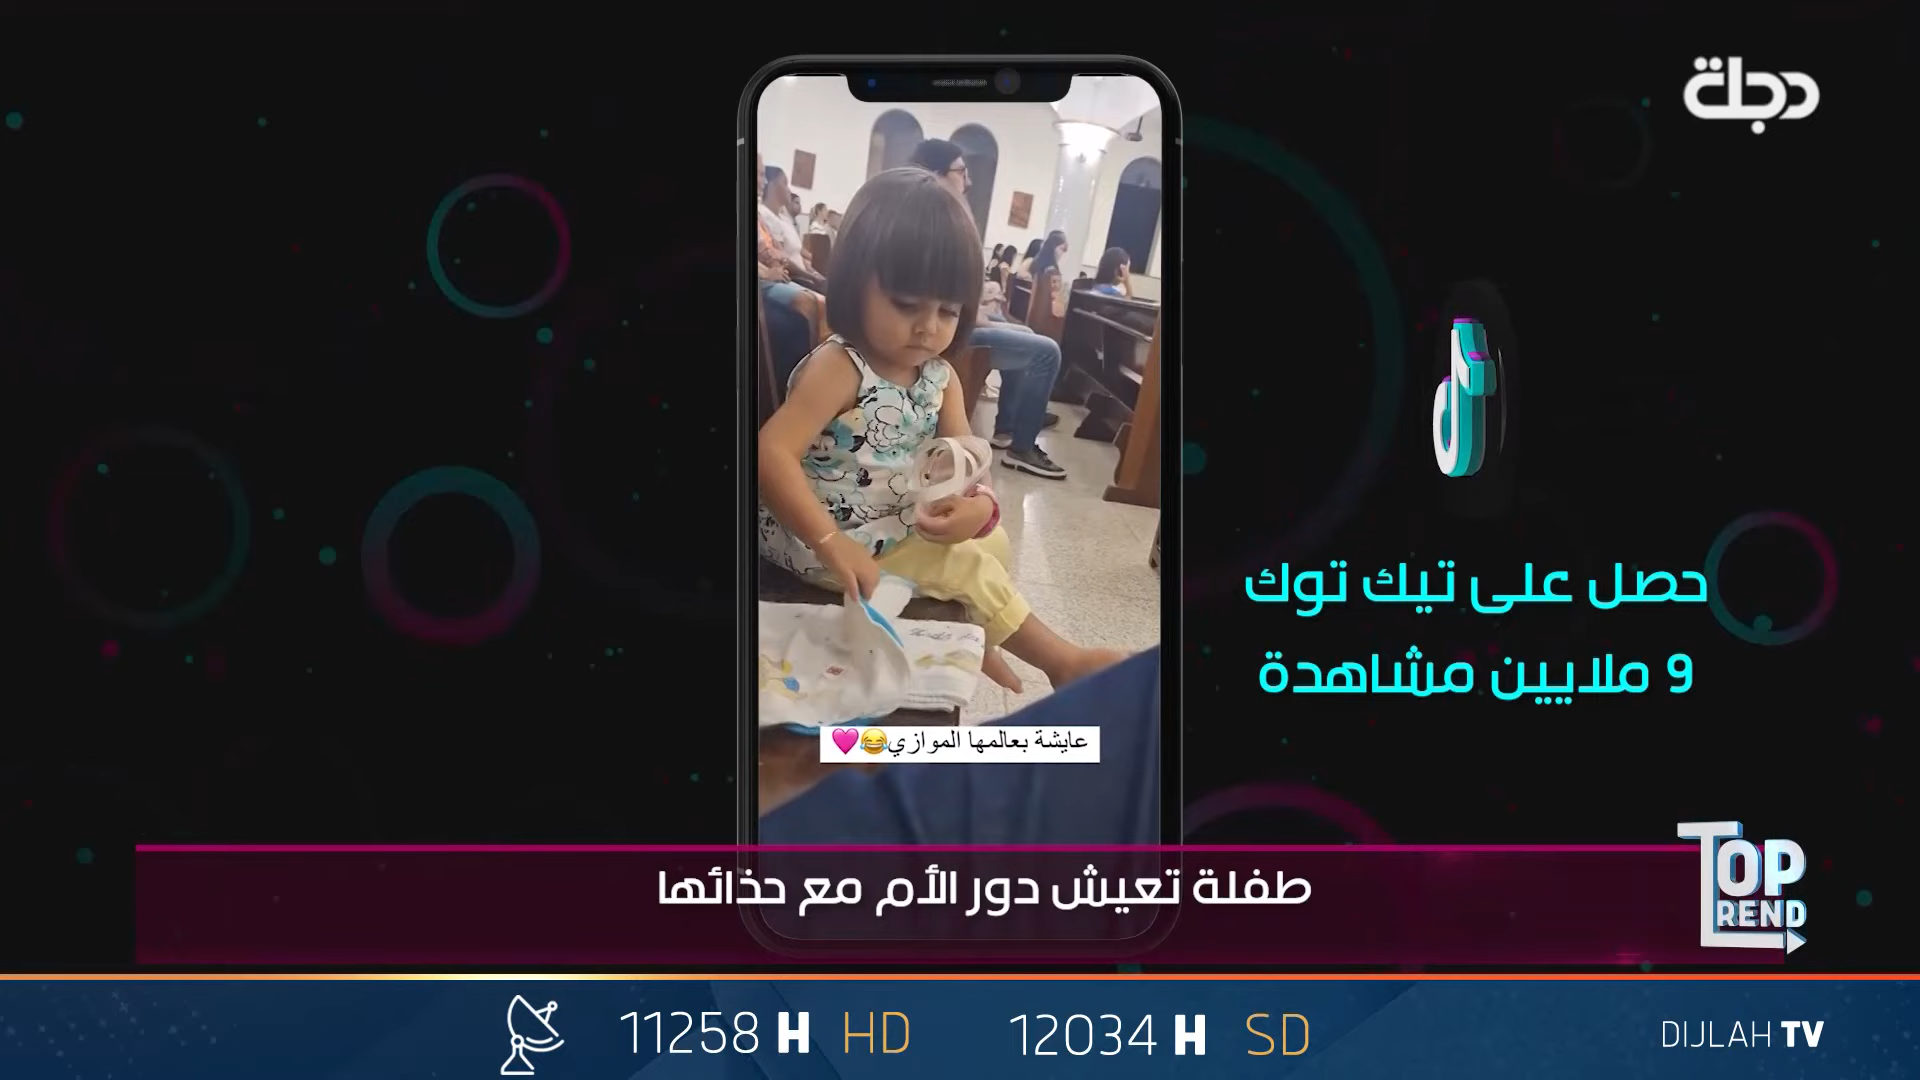 دجلة
حصل على تيك توك
9 ملايين مشاهدة
عايشة بعالمها الموازي😂💗
طفلة تعيش دور الأم مع حذائها
TOP
TREND
11258 H HD 12034 H SD
DIJLAH TV